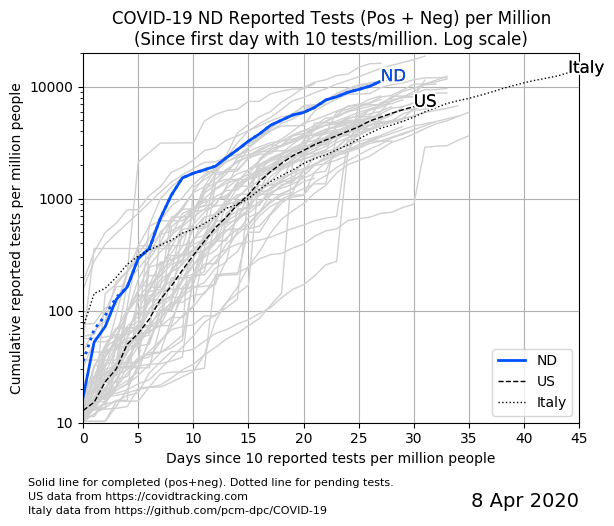 COVID-19 ND Reported Tests (Pos + Neg) per Million
(Since first day with 10 tests/million. Log scale)
Cumulative reported tests per million people
10000
1000
100
10
ND
US
Italy
ND
US
Italy
0 5 10 15 20 25 30 35 40 45
Days since 10 reported tests per million people
Solid line for completed (pos+neg). Dotted line for pending tests.
US data from https://covidtracking.com
Italy data from https://github.com/pcm-dpc/COVID-19
8 Apr 2020